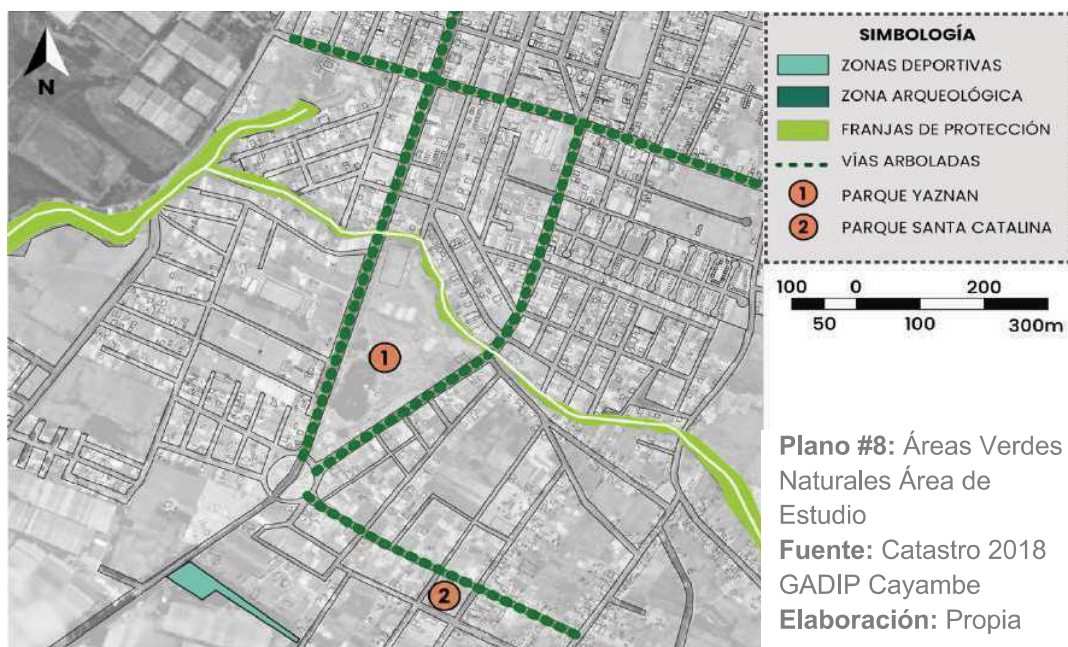 N
1
2
SIMBOLOGÍA
ZONAS DEPORTIVAS
ZONA ARQUEOLÓGICA
FRANJAS DE PROTECCIÓN
VÍAS ARBOLADAS
1 PARQUE YAZNAN
2 PARQUE SANTA CATALINA
100 0 200
50 100 300m
Plano #8: Áreas Verdes
Naturales Área de
Estudio
Fuente: Catastro 2018
GADIP Cayambe
Elaboración: Propia